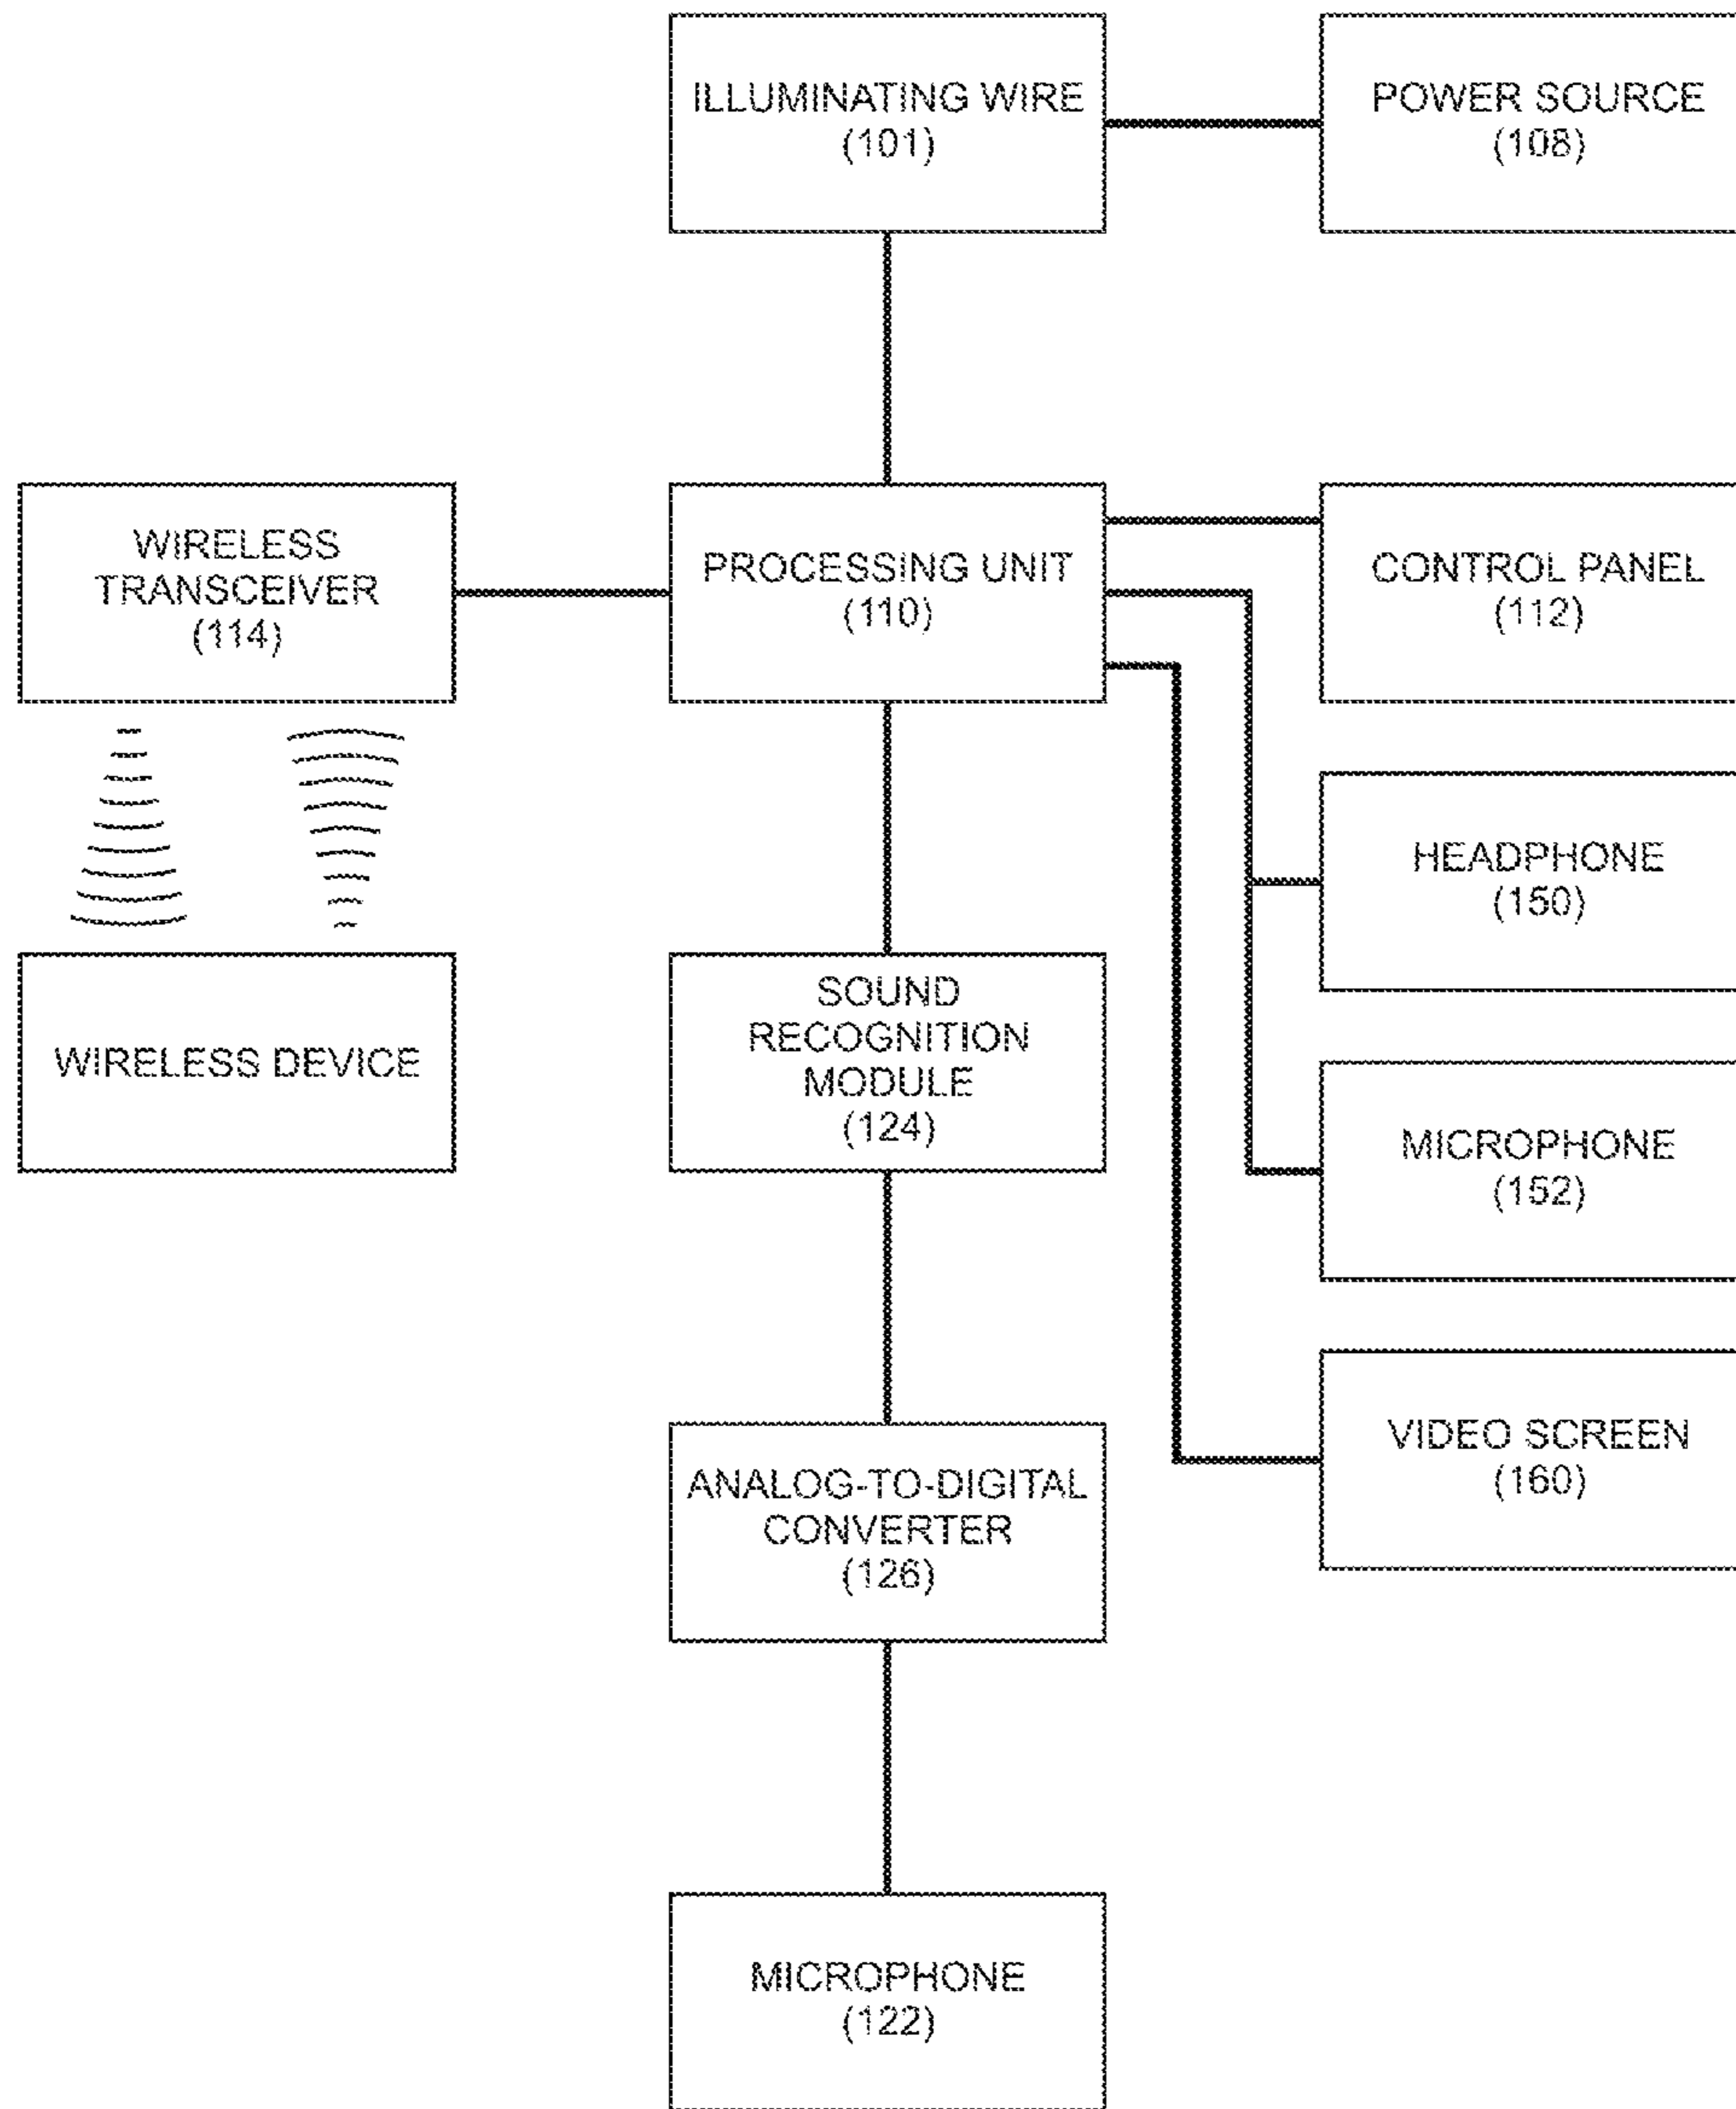 ILLUMINATING WIRE
(101)
POWER SOURCE
(108)
WIRELESS
TRANSCEIVER
(114)
PROCESSING UNIT
(110)
CONTROL PANEL
(112)
HEADPHONE
(150)
WIRELESS DEVICE
SOUND
RECOGNITION
MODULE
(124)
MICROPHONE
(152)
ANALOG-TO-DIGITAL
CONVERTER
(126)
VIDEO SCREEN
(160)
MICROPHONE
(122)